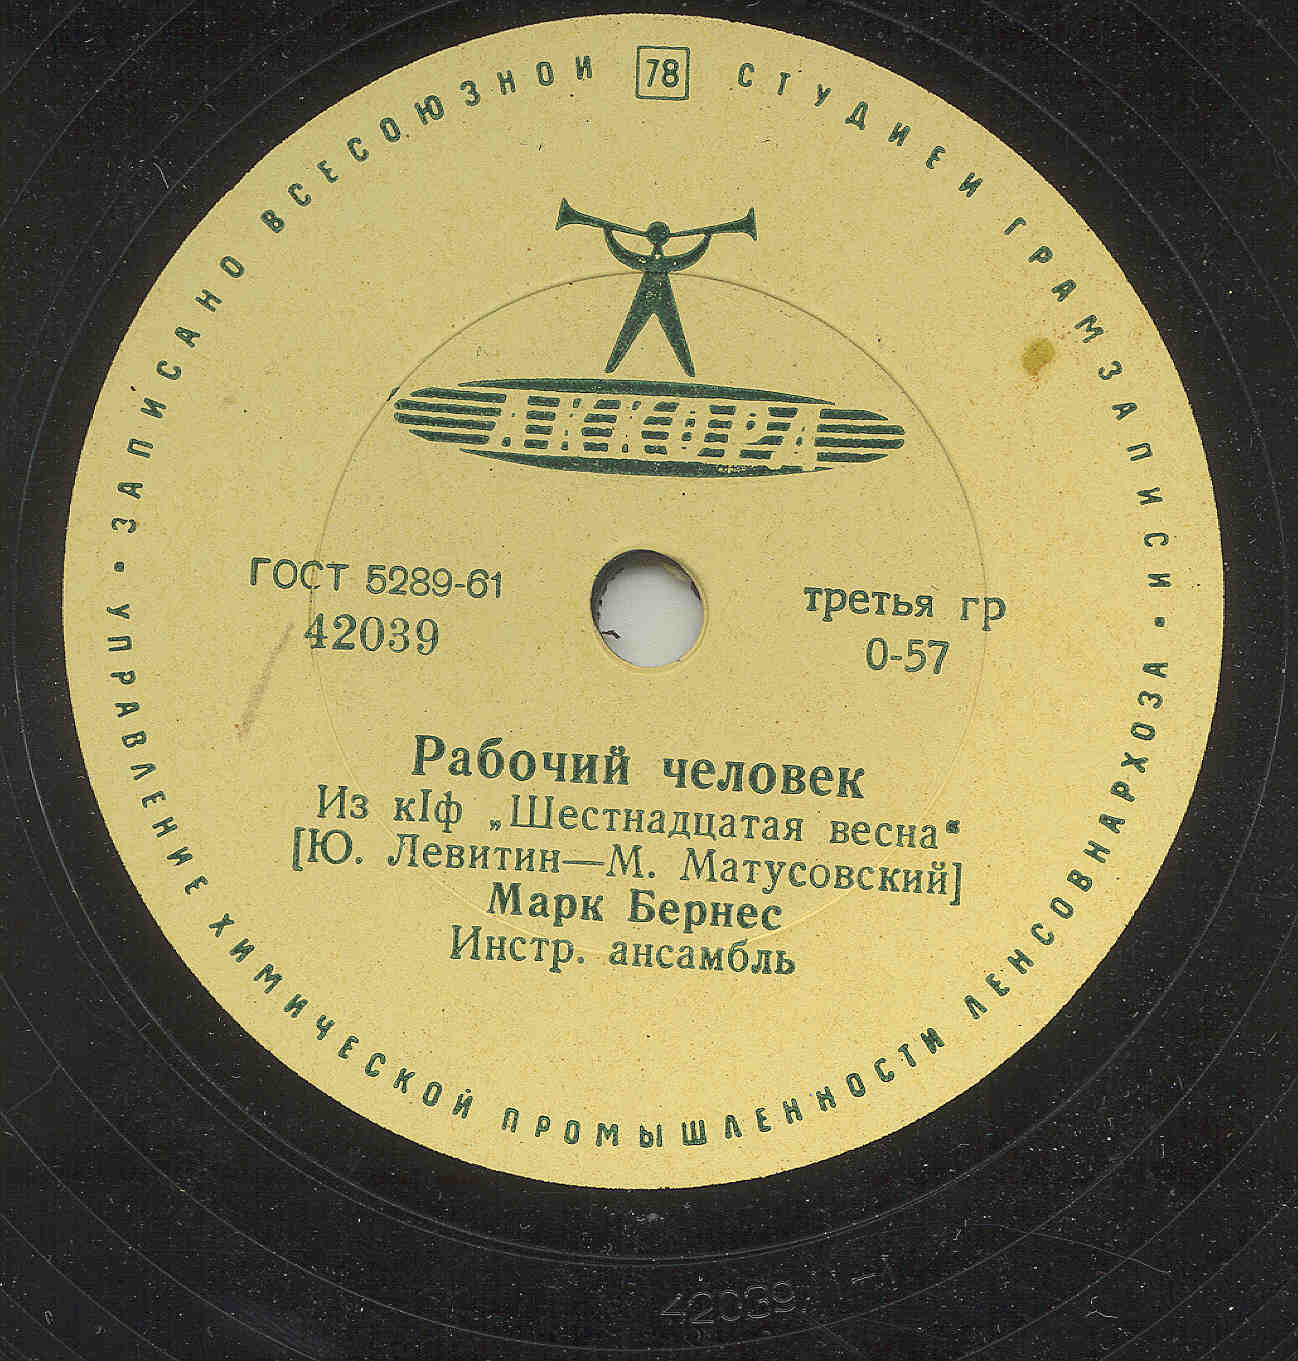 ЗАПИСАНО ВСЕСОЮЗНОЙ 78 СТУДИЕЙ ГРАМЗАПИСИ
АККОРД
ГОСТ 5289-61
42039
третья гр
0-57
Рабочий человек
Из кIф „Шестнадцатая весна“
[Ю. Левитин—М. Матусовский]
Марк Бернес
Инстр. ансамбль
• УПРАВЛЕНИЕ ХИМИЧЕСКОЙ ПРОМЫШЛЕННОСТИ ЛЕНСОВНАРХОЗА •
42039